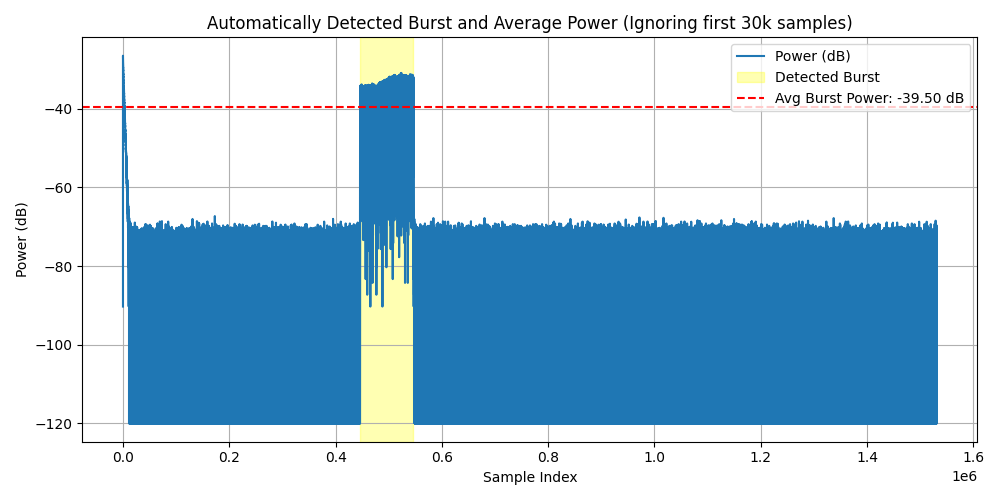 Automatically Detected Burst and Average Power (Ignoring first 30k samples)
Power (dB)
Detected Burst
Avg Burst Power: -39.50 dB
Power (dB)
−40
−60
−80
−100
−120
0.0 0.2 0.4 0.6 0.8 1.0 1.2 1.4 1.6
1e6
Sample Index